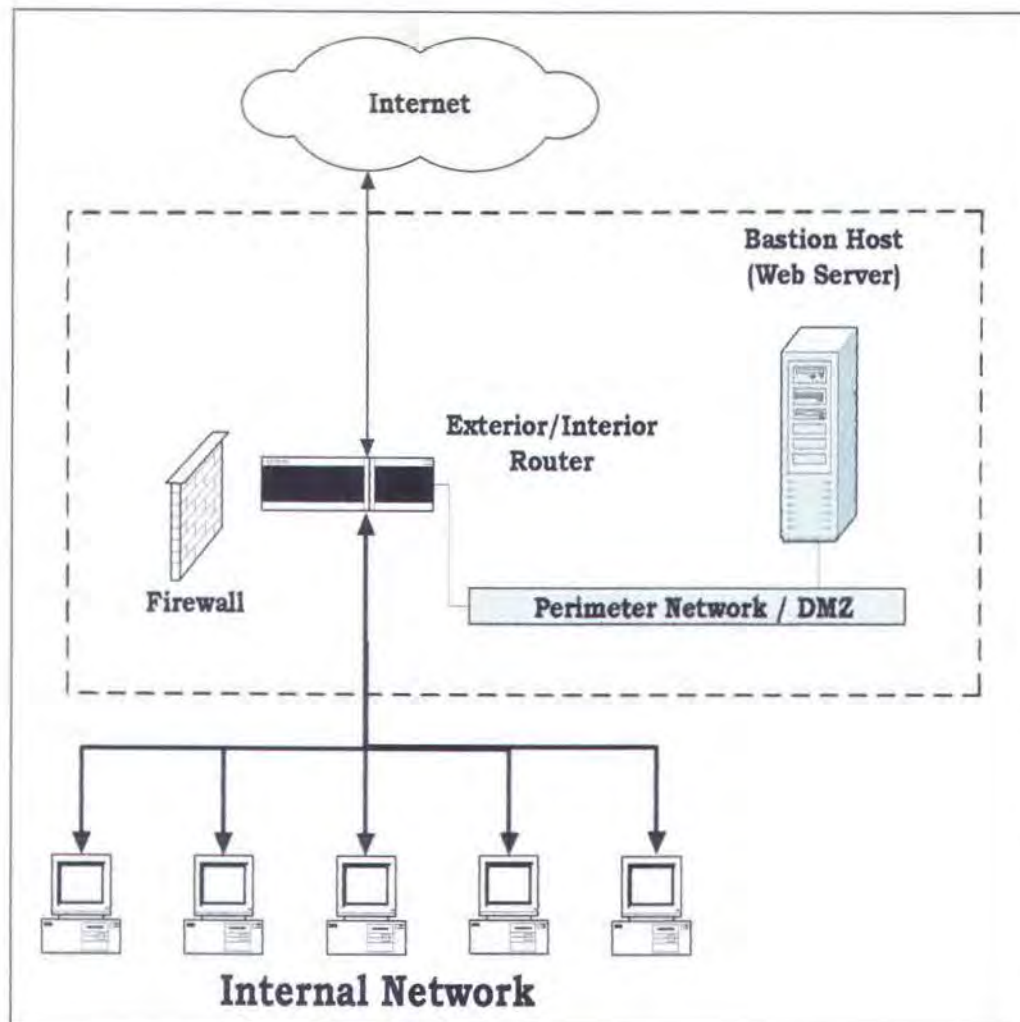 Internet
Bastion Host
(Web Server)
Exterior/Interior
Router
Firewall
Perimeter Network / DMZ
Internal Network